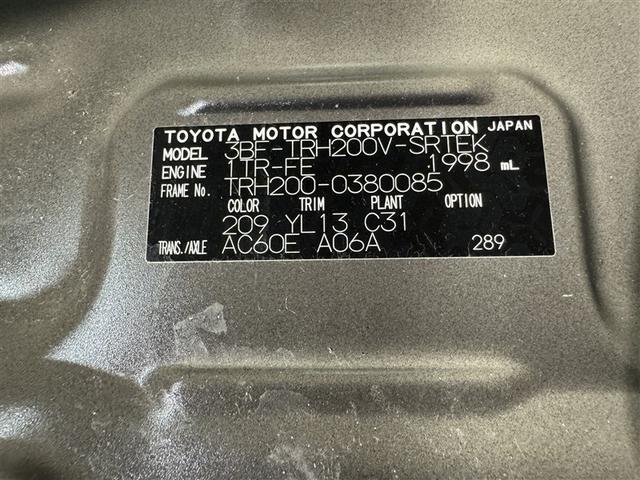 TOYOTA MOTOR CORPORATION JAPAN
MODEL 3BF-TRH200V-SRTEK
ENGINE 1TR-FE 1998 mL
FRAME No. TRH200-0380085
COLOR TRIM PLANT OPTION
209 YL13 C31
TRANS./AXLE AC60E A06A 289